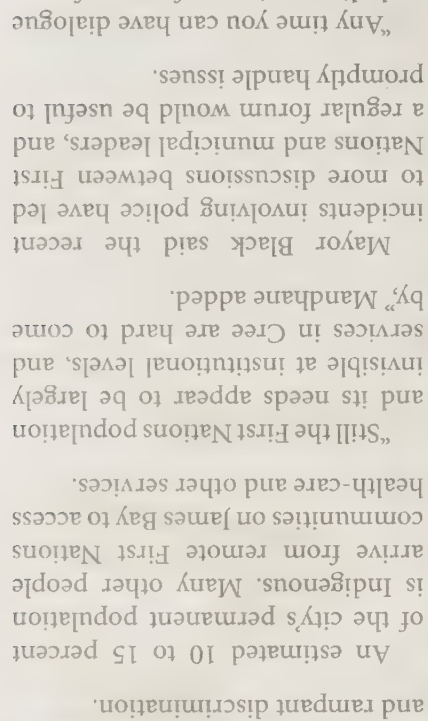 and rampant discrimination.
An estimated 10 to 15 percent
of the city's permanent population
is Indigenous. Many other people
arrive from remote First Nations
communities on James Bay to access
health-care and other services.
“Still the First Nations population
and its needs appear to be largely
invisible at institutional levels, and
services in Cree are hard to come
by,” Mandhane added.
Mayor Black said the recent
incidents involving police have led
to more discussions between First
Nations and municipal leaders, and
a regular forum would be useful to
promptly handle issues.
“Any time you can have dialogue